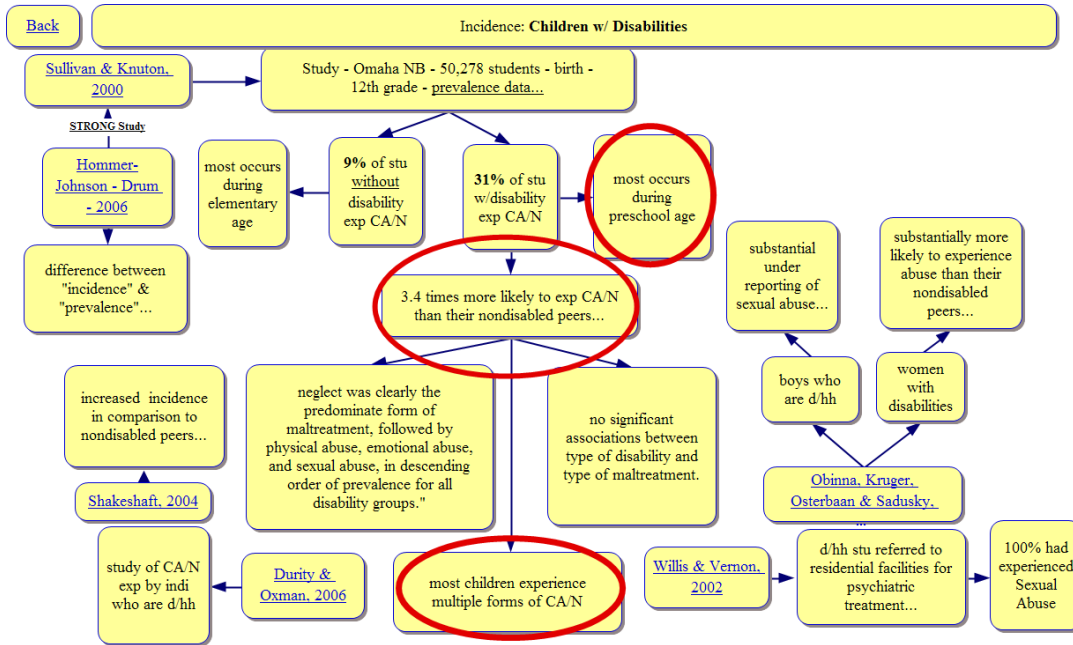 Back
Incidence: Children w/ Disabilities
Sullivan & Knuton,
2000
Study - Omaha NB - 50,278 students - birth -
12th grade - prevalence data...
STRONG Study
Hommer-
Johnson - Drum
- 2006
most occurs
during
elementary
age
9% of stu
without
disability
exp CA/N
31% of stu
w/disability
exp CA/N
most occurs
during
preschool age
difference between
"incidence" &
"prevalence"...
3.4 times more likely to exp CA/N
than their nondisabled peers...
substantial
under
reporting of
sexual abuse...
substantially more
likely to experience
abuse than their
nondisabled
peers...
boys who
are d/hh
women
with
disabilities
increased incidence
in comparison to
nondisabled peers...
neglect was clearly the
predominate form of
maltreatment, followed by
physical abuse, emotional abuse,
and sexual abuse, in descending
order of prevalence for all
disability groups."
no significant
associations between
type of disability and
type of maltreatment.
Shakeshaft, 2004
Obinna, Kruger,
Osterbaan & Sadusky,
...
study of CA/N
exp by indi
who are d/hh
Durity &
Oxman, 2006
most children experience
multiple forms of CA/N
Willis & Vernon,
2002
d/hh stu referred to
residential facilities for
psychiatric
treatment...
100% had
experienced
Sexual
Abuse